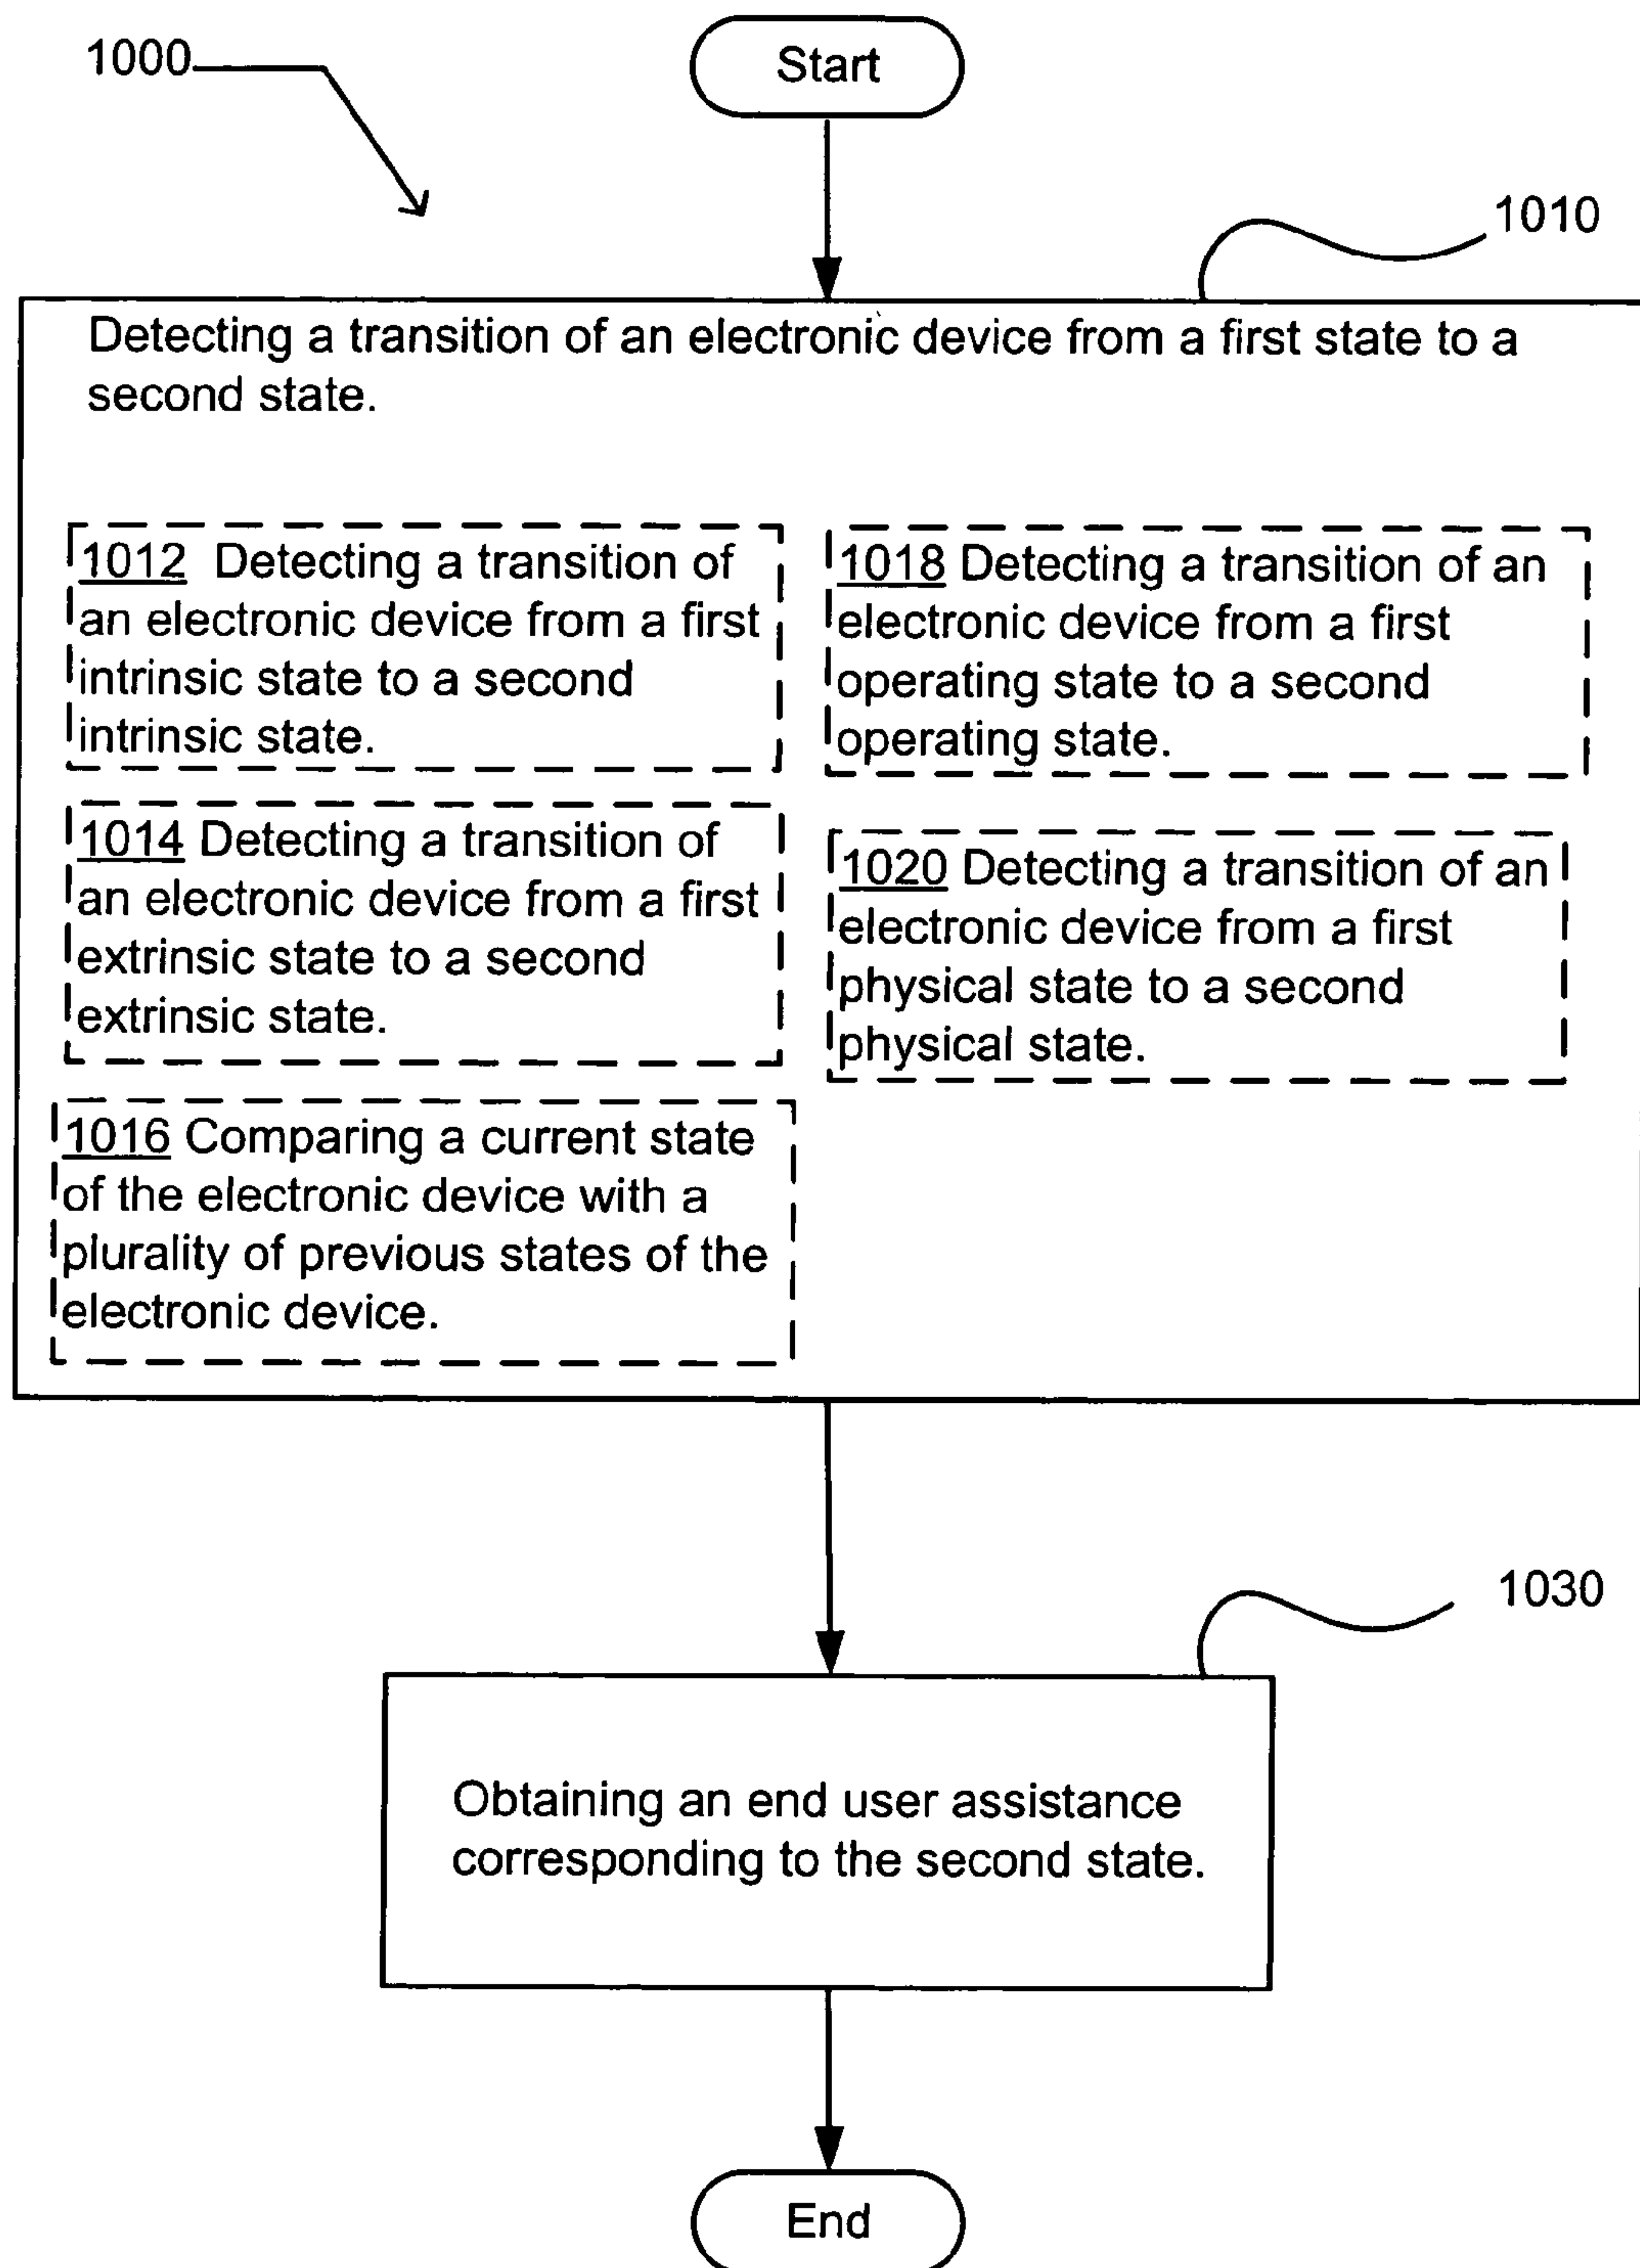 1000
Start
1010
Detecting a transition of an electronic device from a first state to a
second state.
1012 Detecting a transition of
an electronic device from a first
intrinsic state to a second
intrinsic state.
1014 Detecting a transition of
an electronic device from a first
extrinsic state to a second
extrinsic state.
1016 Comparing a current state
of the electronic device with a
plurality of previous states of the
electronic device.
1018 Detecting a transition of an
electronic device from a first
operating state to a second
operating state.
1020 Detecting a transition of an
electronic device from a first
physical state to a second
physical state.
1030
Obtaining an end user assistance
corresponding to the second state.
End